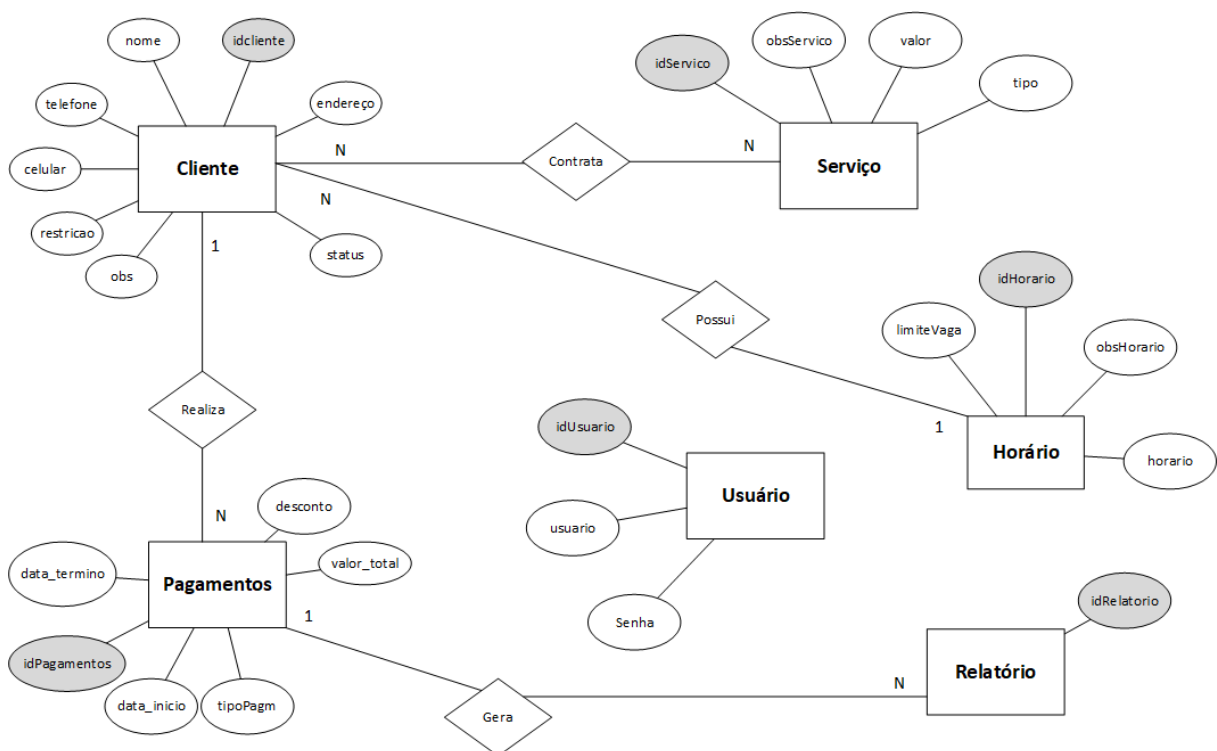 nome
idcliente
telefone
endereço
celular
Cliente
restricao
obs
status
N
N
1
Contrata
N
idServico
obsServico
valor
tipo
Serviço
Possui
1
limiteVaga
idHorario
obsHorario
horario
Horário
Realiza
N
idUsuario
usuario
Senha
Usuário
desconto
data_termino
valor_total
Pagamentos
idPagamentos
data_inicio
tipoPagm
1
Gera
N
idRelatorio
Relatório